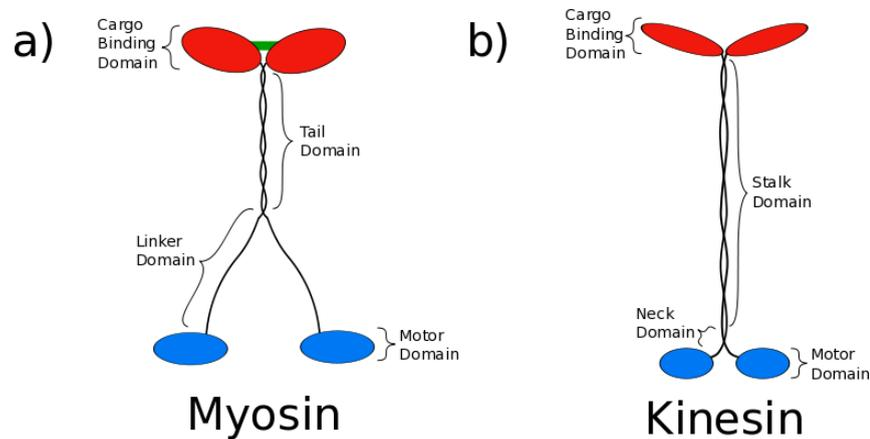 a)
Cargo
Binding
Domain
Tail
Domain
Linker
Domain
Motor
Domain
Myosin
b)
Cargo
Binding
Domain
Stalk
Domain
Neck
Domain
Motor
Domain
Kinesin